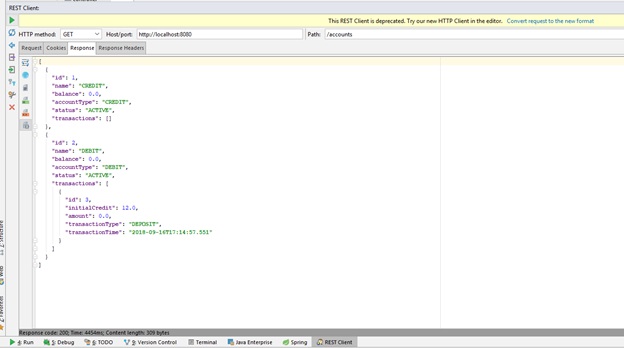 REST Client:
This REST Client is deprecated. Try our new HTTP Client in the editor. Convert request to the new format
HTTP method: GET Host/port: http://localhost:8080 Path: /accounts
Request Cookies Response Response Headers
[
{
"id": 1,
"name": "CREDIT",
"balance": 0.0,
"accountType": "CREDIT",
"status": "ACTIVE",
"transactions": []
},
{
"id": 2,
"name": "DEBIT",
"balance": 0.0,
"accountType": "DEBIT",
"status": "ACTIVE",
"transactions": [
{
"id": 3,
"initialCredit": 12.0,
"amount": 0.0,
"transactionType": "DEPOSIT",
"transactionTime": "2018-09-16T17:14:57.551"
}
]
}
]
Z: Structure
Web
Favorites
Response code: 200; Time: 4454ms; Content length: 309 bytes
4: Run 5: Debug 6: TODO 9: Version Control Terminal Java Enterprise Spring REST Client